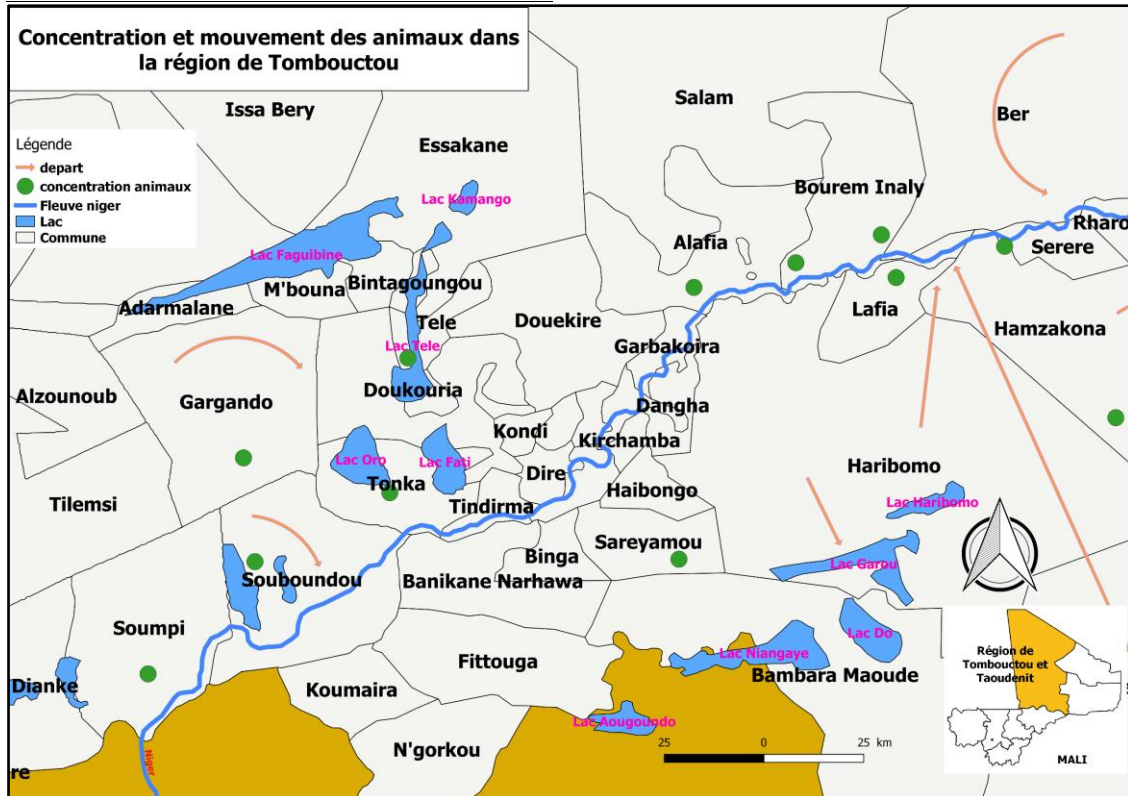 Concentration et mouvement des animaux dans
la région de Tombouctou
Issa Bery
Salam
Ber
Légende
depart
concentration animaux
Fleuve niger
Lac
Commune
Essakane
Lac Kamango
Bourem Inaly
Rharo
Serere
Alafia
Lac Faguibine
M'bouna
Bintagoungou
Adarmalane
Lafia
Tele
Douekire
Hamzakona
Lac Tele
Garbakoira
Doukouria
Alzounoub
Gargando
Dangha
Kondi
Kirchamba
Lac Oro
Lac Fati
Dire
Haribomo
Tonka
Haibongo
Lac Haribomo
Tilemsi
Tindirma
Sareyamou
Binga
Lac Garou
Souboundou
Banikane Narhawa
Soumpi
Lac Do
Lac Niangaye
Région de
Tombouctou et
Taoudenit
Fittouga
Bambara Maoude
Dianke
Koumaira
Lac Aougoundo
N'gorkou
25 0 25 km
Niger
MALI
re